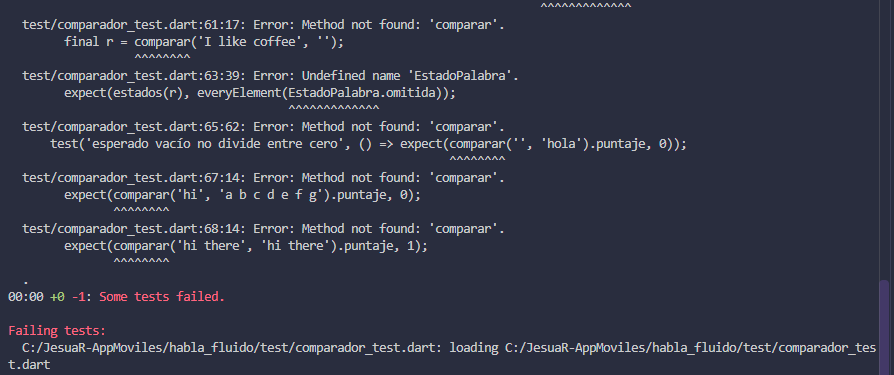 ^^^^^^^^^^^^^
test/comparador_test.dart:61:17: Error: Method not found: 'comparar'.
final r = comparar('I like coffee', '');
^^^^^^^^
test/comparador_test.dart:63:39: Error: Undefined name 'EstadoPalabra'.
expect(estados(r), everyElement(EstadoPalabra.omitida));
^^^^^^^^^^^^^
test/comparador_test.dart:65:62: Error: Method not found: 'comparar'.
test('esperado vacío no divide entre cero', () => expect(comparar('', 'hola').puntaje, 0));
^^^^^^^^
test/comparador_test.dart:67:14: Error: Method not found: 'comparar'.
expect(comparar('hi', 'a b c d e f g').puntaje, 0);
^^^^^^^^
test/comparador_test.dart:68:14: Error: Method not found: 'comparar'.
expect(comparar('hi there', 'hi there').puntaje, 1);
^^^^^^^^
.
00:00 +0 -1: Some tests failed.
Failing tests:
C:/JesuaR-AppMoviles/habla_fluido/test/comparador_test.dart: loading C:/JesuaR-AppMoviles/habla_fluido/test/comparador_tes
t.dart